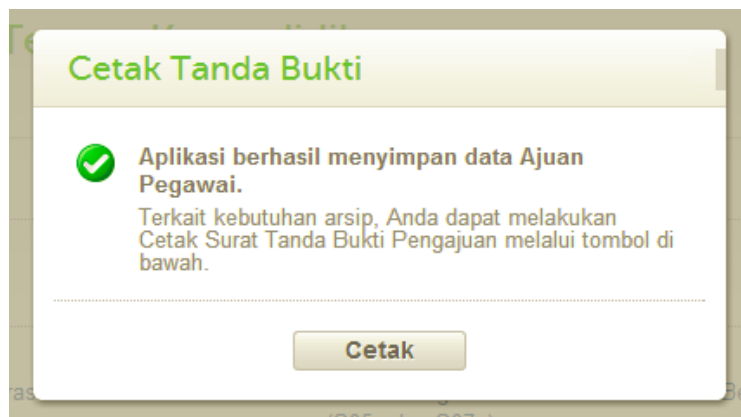 Cetak Tanda Bukti
Aplikasi berhasil menyimpan data Ajuan
Pegawai.
Terkait kebutuhan arsip, Anda dapat melakukan
Cetak Surat Tanda Bukti Pengajuan melalui tombol di
bawah.
Cetak